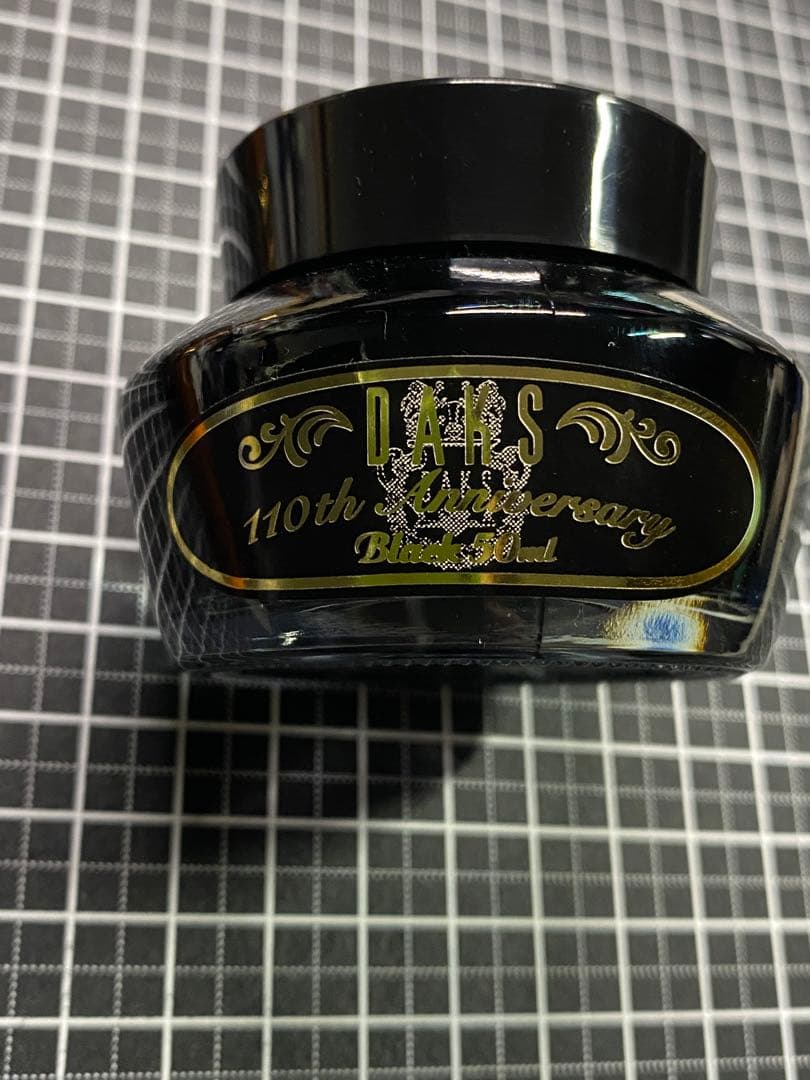 DAKS
110th Anniversary
Black 50ml